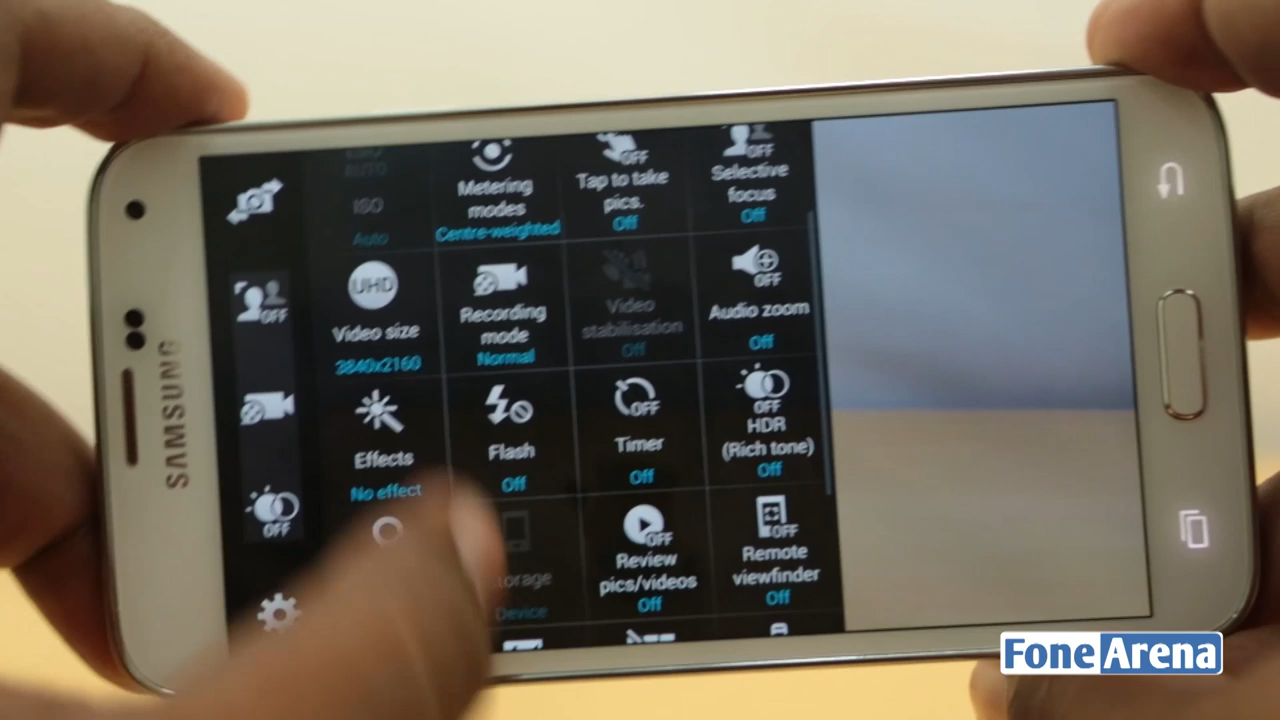 ISO
Auto
Metering
modes
Centre-weighted
OFF
Tap to take
pics.
Off
OFF
Selective
focus
Off
UHD
Video size
3840x2160
Recording
mode
Normal
Video
stabilisation
Off
OFF
Audio zoom
Off
Effects
No effect
Flash
Off
OFF
Timer
Off
OFF
HDR
(Rich tone)
Off
Device
OFF
Review
pics/videos
Off
OFF
Remote
viewfinder
Off
OFF
OFF
SAMSUNG
FoneArena